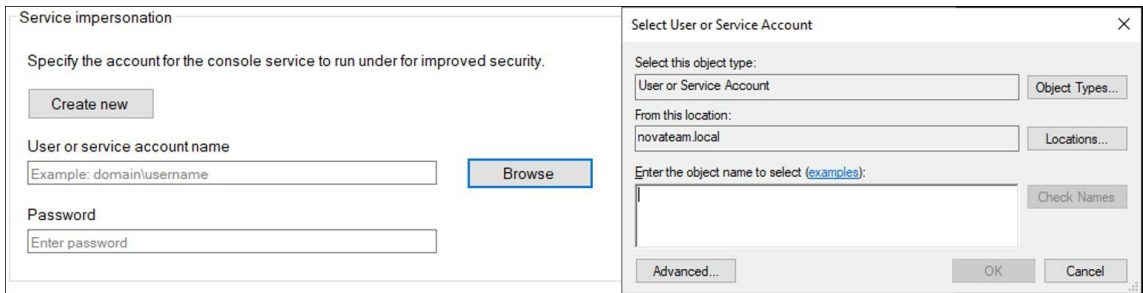 Service impersonation
Specify the account for the console service to run under for improved security.
Create new
User or service account name
Example: domain\username
Browse
Password
Enter password
Select User or Service Account
Select this object type:
User or Service Account
Object Types...
From this location:
novateam.local
Locations...
Enter the object name to select (examples):
Check Names
Advanced...
OK
Cancel